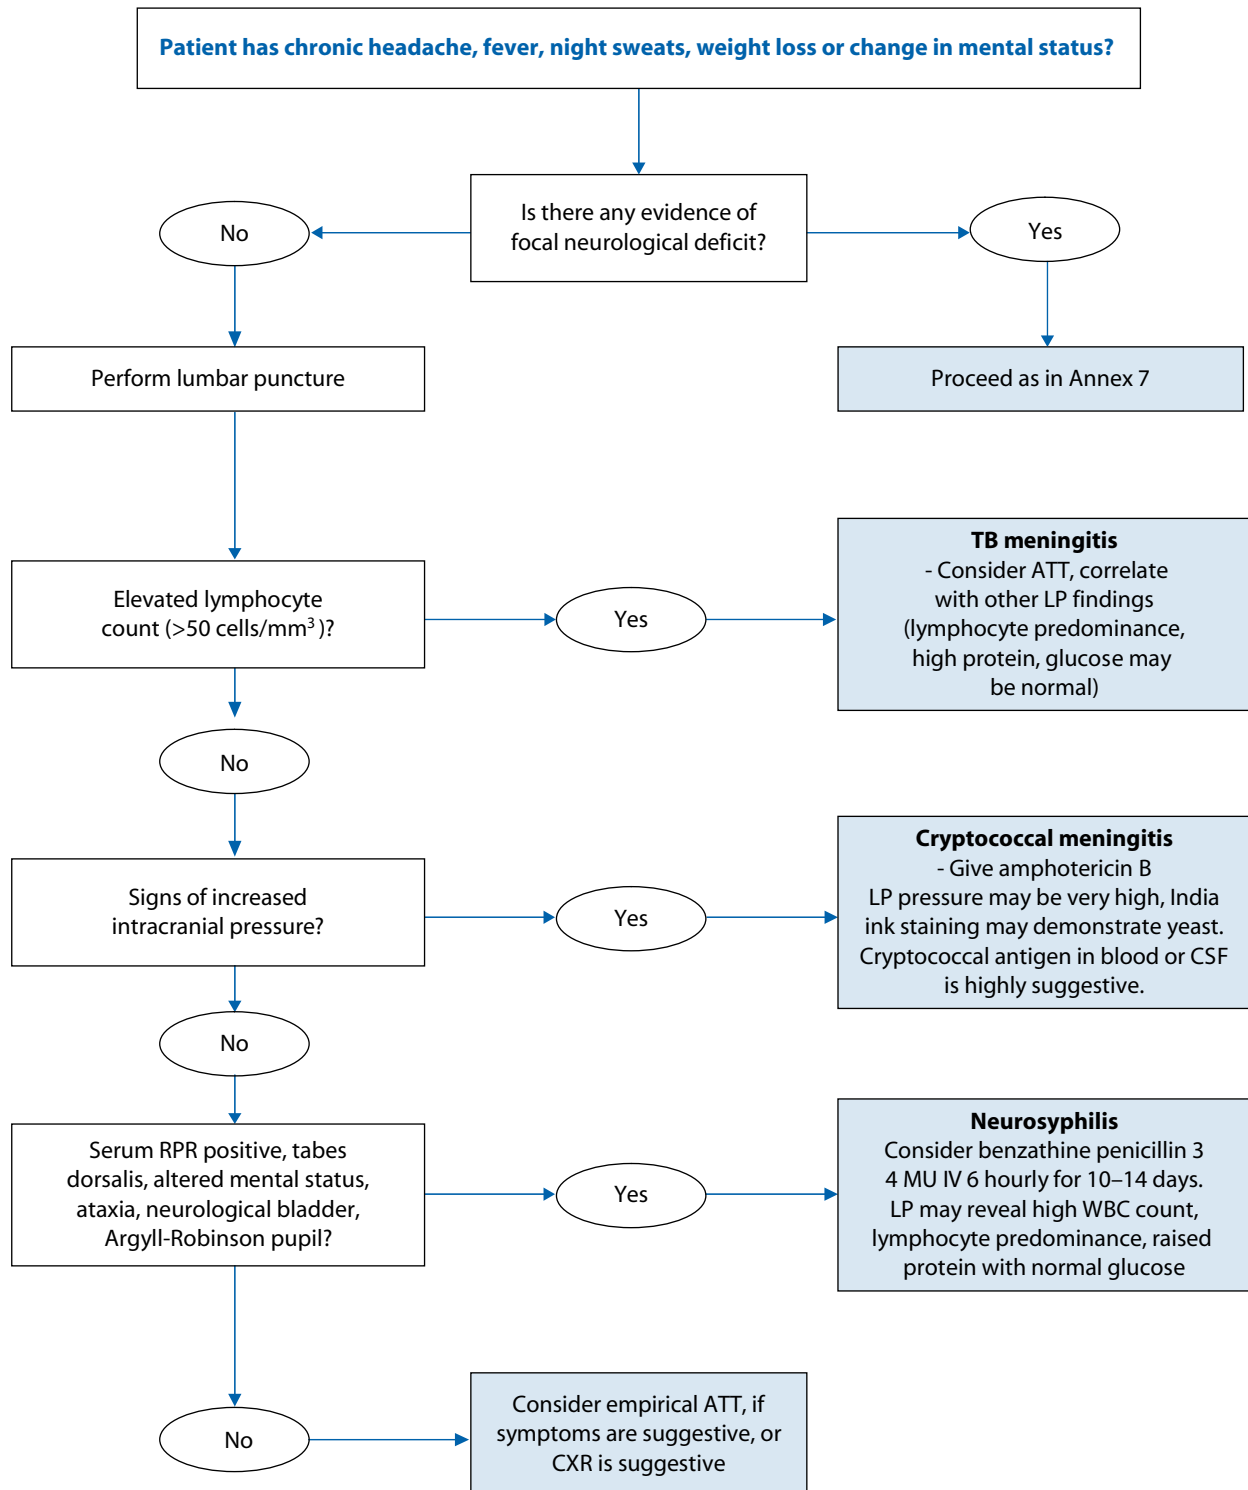 Patient has chronic headache, fever, night sweats, weight loss or change in mental status?
Is there any evidence of
focal neurological deficit?
No
Yes
Perform lumbar puncture
Proceed as in Annex 7
Elevated lymphocyte
count (>50 cells/mm³)?
Yes
TB meningitis
- Consider ATT, correlate
with other LP findings
(lymphocyte predominance,
high protein, glucose may
be normal)
No
Signs of increased
intracranial pressure?
Yes
Cryptococcal meningitis
- Give amphotericin B
LP pressure may be very high, India
ink staining may demonstrate yeast.
Cryptococcal antigen in blood or CSF
is highly suggestive.
No
Serum RPR positive, tabes
dorsalis, altered mental status,
ataxia, neurological bladder,
Argyll-Robinson pupil?
Yes
Neurosyphilis
Consider benzathine penicillin 3
4 MU IV 6 hourly for 10–14 days.
LP may reveal high WBC count,
lymphocyte predominance, raised
protein with normal glucose
No
Consider empirical ATT, if
symptoms are suggestive, or
CXR is suggestive